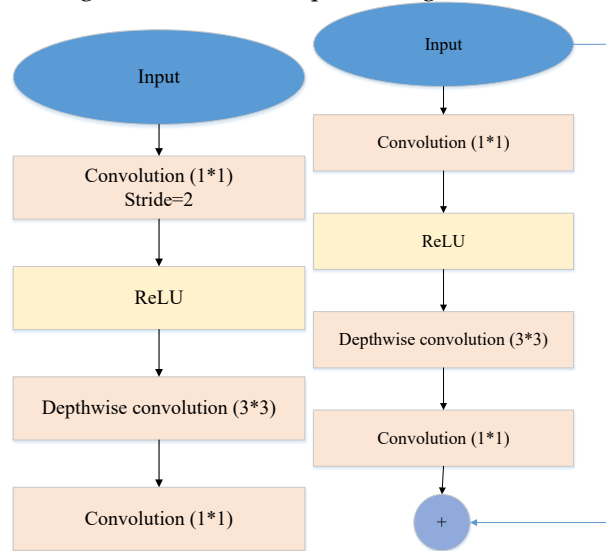 Input
Convolution (1*1)
Stride=2
ReLU
Depthwise convolution (3*3)
Convolution (1*1)
Input
Convolution (1*1)
ReLU
Depthwise convolution (3*3)
Convolution (1*1)
+